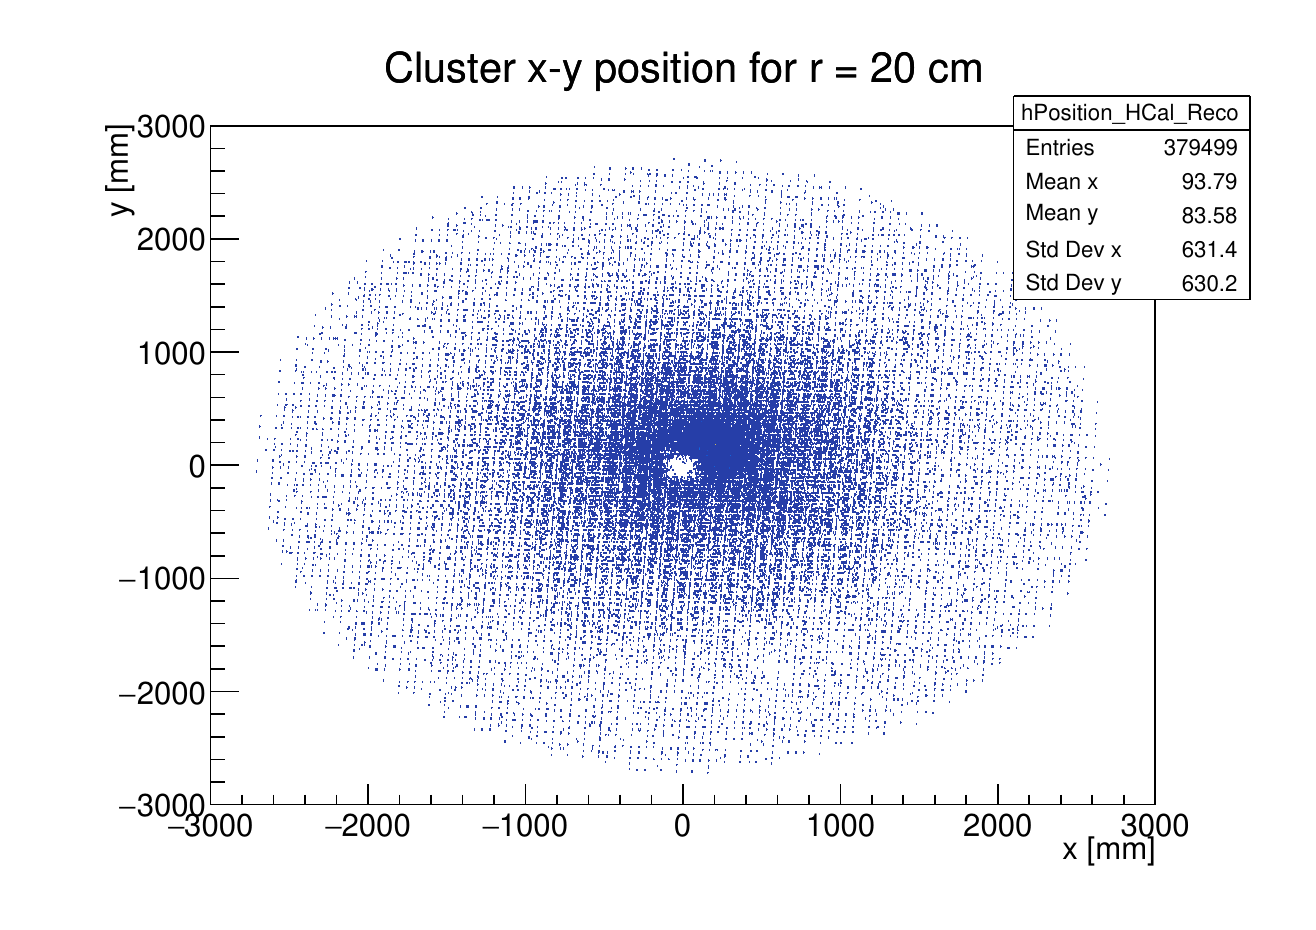 Cluster x-y position for r = 20 cm
hPosition_HCal_Reco
Entries 379499
Mean x 93.79
Mean y 83.58
Std Dev x 631.4
Std Dev y 630.2
y [mm]
3000
2000
1000
0
−1000
−2000
−3000
−3000 −2000 −1000 0 1000 2000 3000
x [mm]